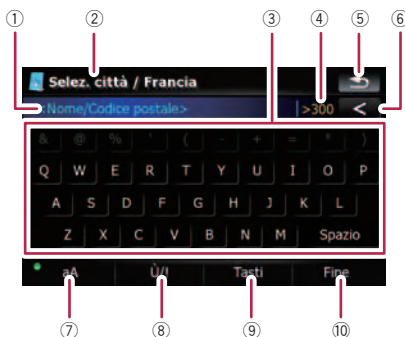 ① ② ③ ④ ⑤ ⑥
Selez. città / Francia
<Nome/Codice postale> >300 <
& @ % ' ( - + = * )
Q W E R T Y U I O P
A S D F G H J K L
Z X C V B N M Spazio
aA Ù/! Tasti Fine
⑦ ⑧ ⑨ ⑩